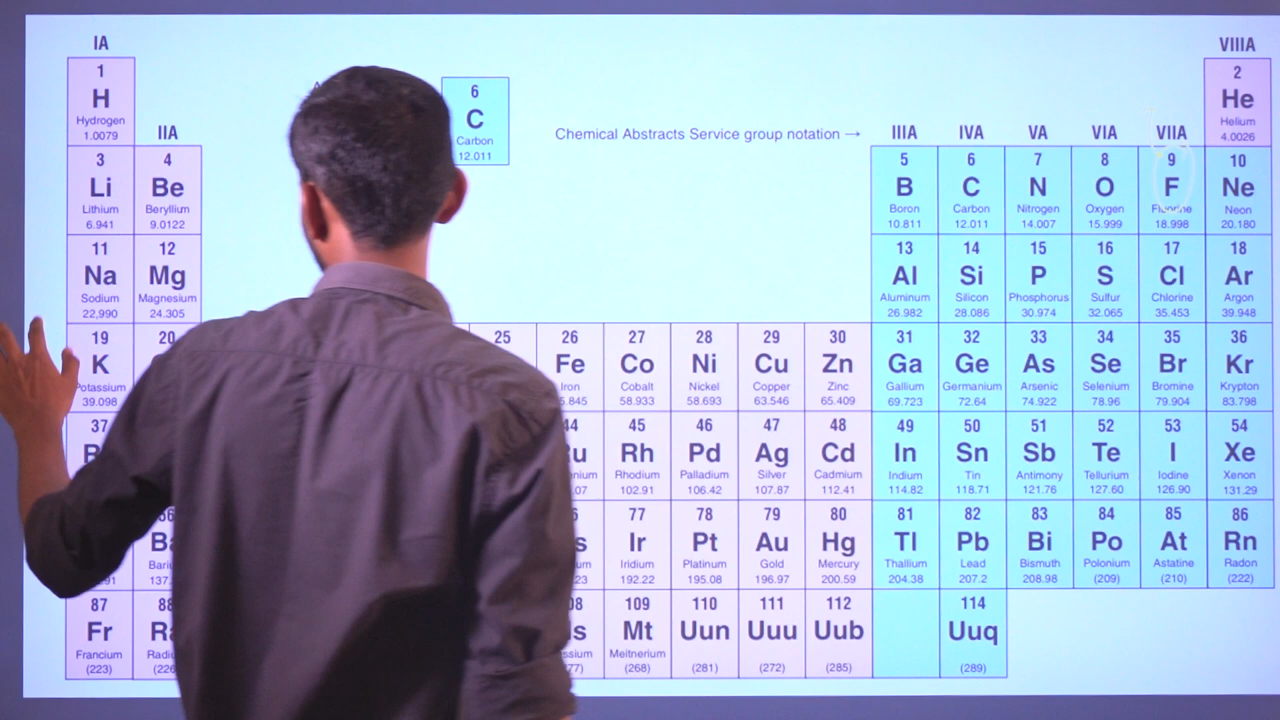 IA VIIIA
1 2
H 6 He
Hydrogen C Helium
1.0079 IIA Carbon Chemical Abstracts Service group notation → IIIA IVA VA VIA VIIA 4.0026
12.011
3 4 5 6 7 8 9 10
Li Be B C N O F Ne
Lithium Beryllium Boron Carbon Nitrogen Oxygen Fluorine Neon
6.941 9.0122 10.811 12.011 14.007 15.999 18.998 20.180
11 12 13 14 15 16 17 18
Na Mg Al Si P S Cl Ar
Sodium Magnesium Aluminum Silicon Phosphorus Sulfur Chlorine Argon
22,990 24.305 26.982 28.086 30.974 32.065 35.453 39.948
19 20 25 26 27 28 29 30 31 32 33 34 35 36
K Fe Co Ni Cu Zn Ga Ge As Se Br Kr
Potassium Iron Cobalt Nickel Copper Zinc Gallium Germanium Arsenic Selenium Bromine Krypton
39.098 5.845 58.933 58.693 63.546 65.409 69.723 72.64 74.922 78.96 79.904 83.798
37 44 45 46 47 48 49 50 51 52 53 54
Rh Pd Ag Cd In Sn Sb Te I Xe
Rhodium Palladium Silver Cadmium Indium Tin Antimony Tellurium Iodine Xenon
.07 102.91 106.42 107.87 112.41 114.82 118.71 121.76 127.60 126.90 131.29
77 78 79 80 81 82 83 84 85 86
Ir Pt Au Hg Tl Pb Bi Po At Rn
Iridium Platinum Gold Mercury Thallium Lead Bismuth Polonium Astatine Radon
137. 192.22 195.08 196.97 200.59 204.38 207.2 208.98 (209) (210) (222)
87 88 109 110 111 112 114
Fr Mt Uun Uuu Uub Uuq
Francium Meitnerium
(223) (268) (281) (272) (285) (289)